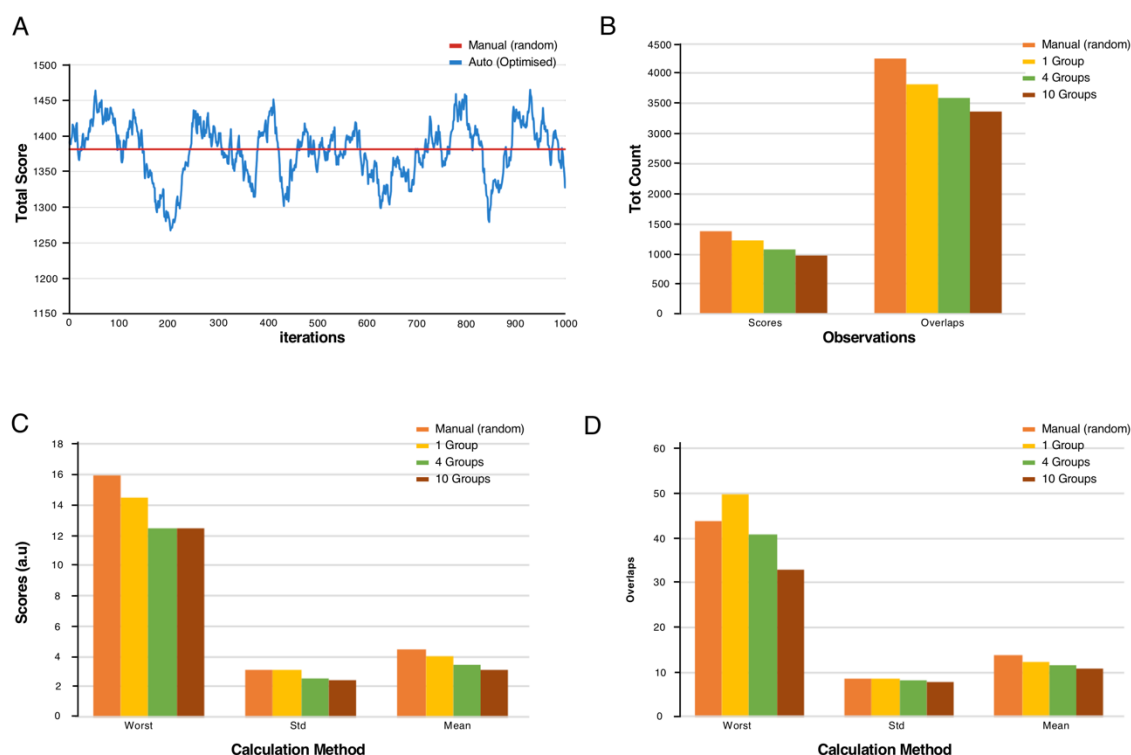 A
Manual (random)
Auto (Optimised)
1500
1450
1400
1350
1300
1250
1200
1150
Total Score
0 100 200 300 400 500 600 700 800 900 1000
iterations
B
Manual (random)
1 Group
4 Groups
10 Groups
4500
4000
3500
3000
2500
2000
1500
1000
500
0
Tot Count
Scores Overlaps
Observations
C
Manual (random)
1 Group
4 Groups
10 Groups
18
16
14
12
10
8
6
4
2
0
Scores (a.u)
Worst Std Mean
Calculation Method
D
Manual (random)
1 Group
4 Groups
10 Groups
60
50
40
30
20
10
0
Overlaps
Worst Std Mean
Calculation Method